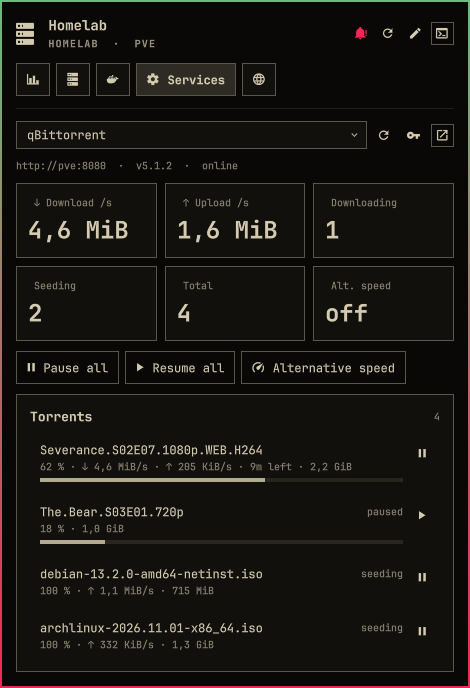 Homelab
HOMELAB · PVE
Services
qBittorrent
http://pve:8080 · v5.1.2 · online
↓ Download /s
↑ Upload /s
Downloading
4,6 MiB
1,6 MiB
1
Seeding
Total
Alt. speed
2
4
off
Pause all
Resume all
Alternative speed
Torrents 4
Severance.S02E07.1080p.WEB.H264
62 % · ↓ 4,6 MiB/s · ↑ 205 KiB/s · 9m left · 2,2 GiB
The.Bear.S03E01.720p paused
18 % · 1,0 GiB
debian-13.2.0-amd64-netinst.iso seeding
100 % · ↑ 1,1 MiB/s · 715 MiB
archlinux-2026.11.01-x86_64.iso seeding
100 % · ↑ 332 KiB/s · 1,3 GiB